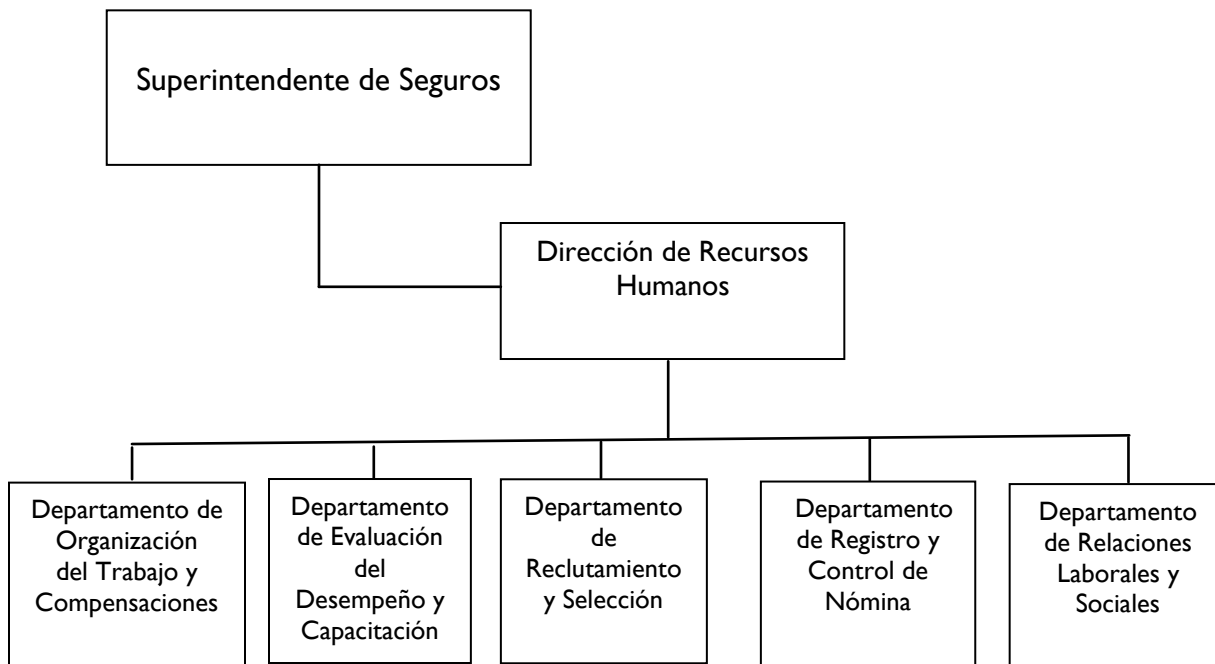 Superintendente de Seguros
Dirección de Recursos
Humanos
Departamento de
Organización
del Trabajo y
Compensaciones
Departamento
de Evaluación
del
Desempeño y
Capacitación
Departamento
de
Reclutamiento
y Selección
Departamento
de Registro y
Control de
Nómina
Departamento
de Relaciones
Laborales y
Sociales